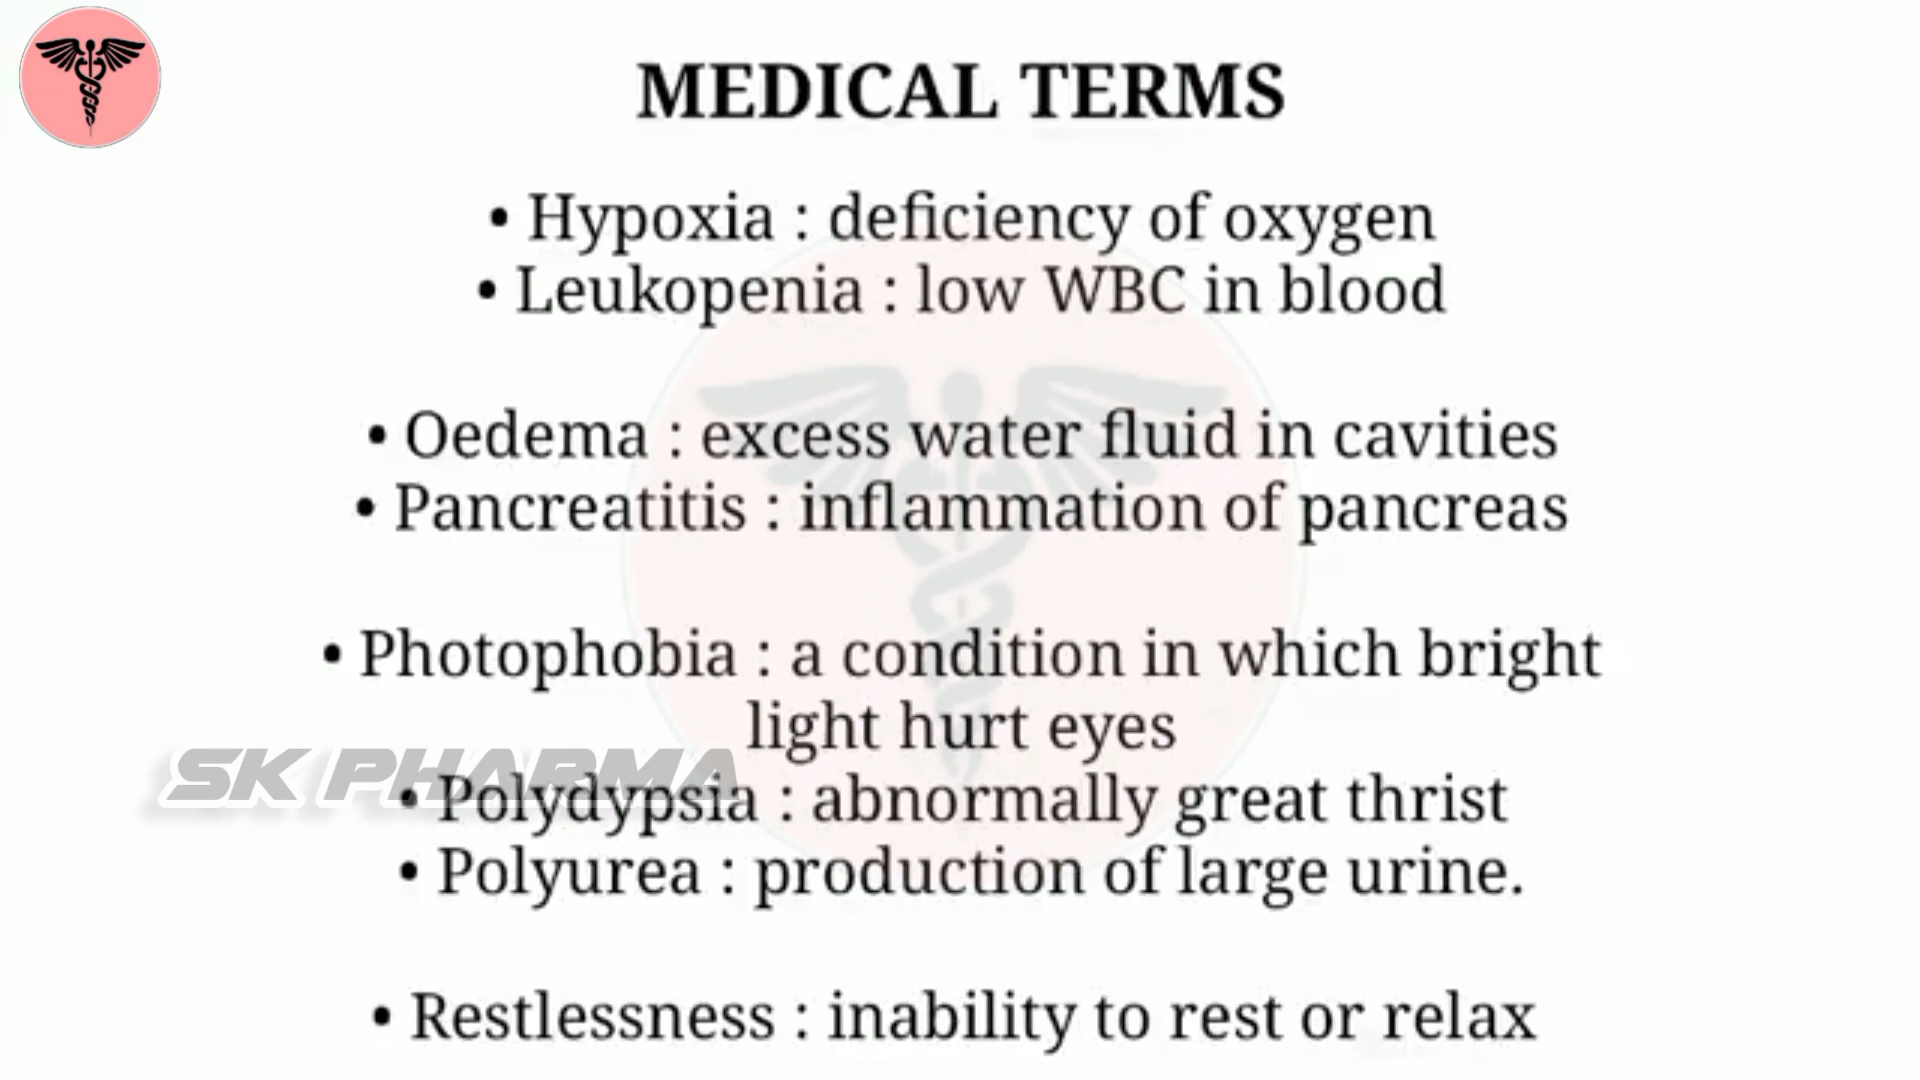 MEDICAL TERMS
• Hypoxia : deficiency of oxygen
• Leukopenia : low WBC in blood
• Oedema : excess water fluid in cavities
• Pancreatitis : inflammation of pancreas
• Photophobia : a condition in which bright
light hurt eyes
SK PHARMA
• Polydypsia : abnormally great thrist
• Polyurea : production of large urine.
• Restlessness : inability to rest or relax